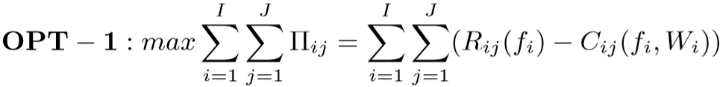 OPT − 1 : max ∑_{i=1}^{I} ∑_{j=1}^{J} Π_{ij} = ∑_{i=1}^{I} ∑_{j=1}^{J} (R_{ij}(f_i) − C_{ij}(f_i, W_i))